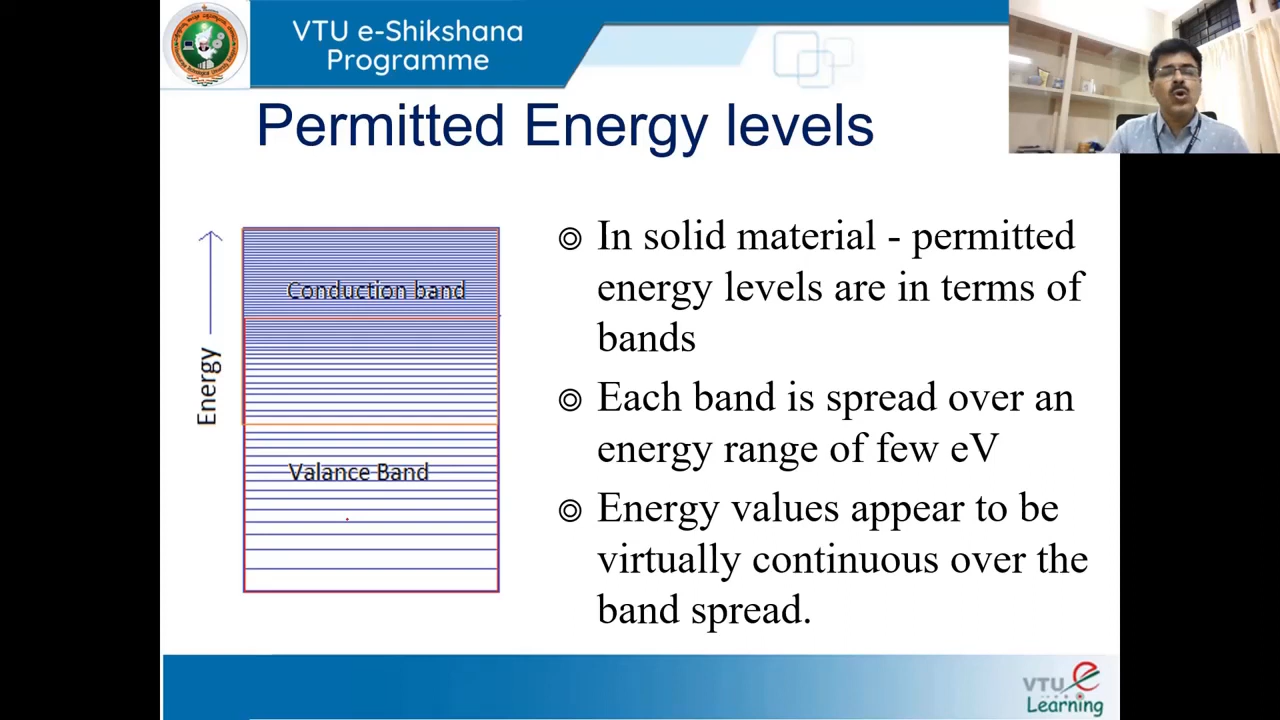 VTU e-Shikshana
Programme
Permitted Energy levels
Energy
Conduction band
Valance Band
◎ In solid material - permitted
energy levels are in terms of
bands
◎ Each band is spread over an
energy range of few eV
◎ Energy values appear to be
virtually continuous over the
band spread.
VTU e
Learning